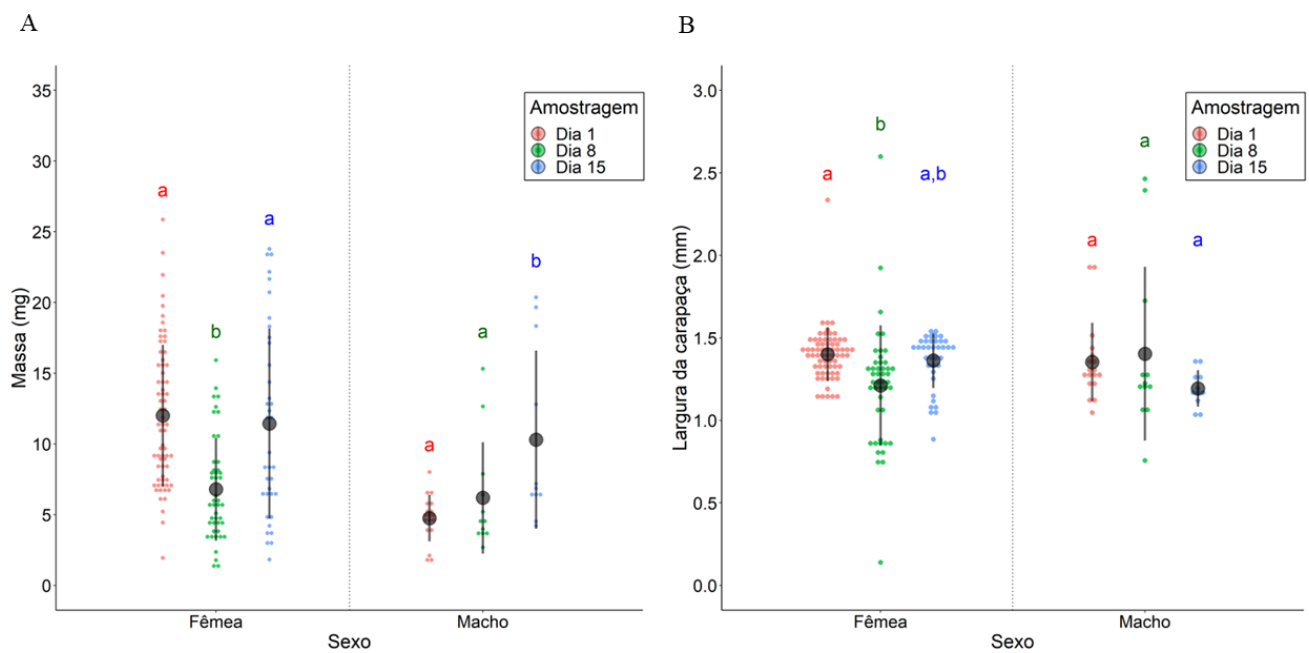 A
B
35
30
25
20
15
10
5
0
Massa (mg)
Amostragem
Dia 1
Dia 8
Dia 15
a
b
a
a
a
b
Fêmea
Macho
Sexo
3.0
2.5
2.0
1.5
1.0
0.5
0.0
Largura da carapaça (mm)
Amostragem
Dia 1
Dia 8
Dia 15
a
b
a,b
a
a
a
Fêmea
Macho
Sexo